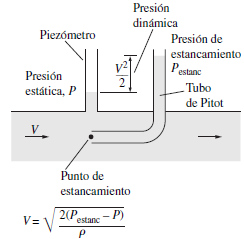 Presión
dinámica
Piezómetro
Presión de
estancamiento
P_estanc
V²
2
Presión
estática, P
Tubo
de Pitot
V
Punto de
estancamiento
V = √(2(P_estanc – P)/ρ)